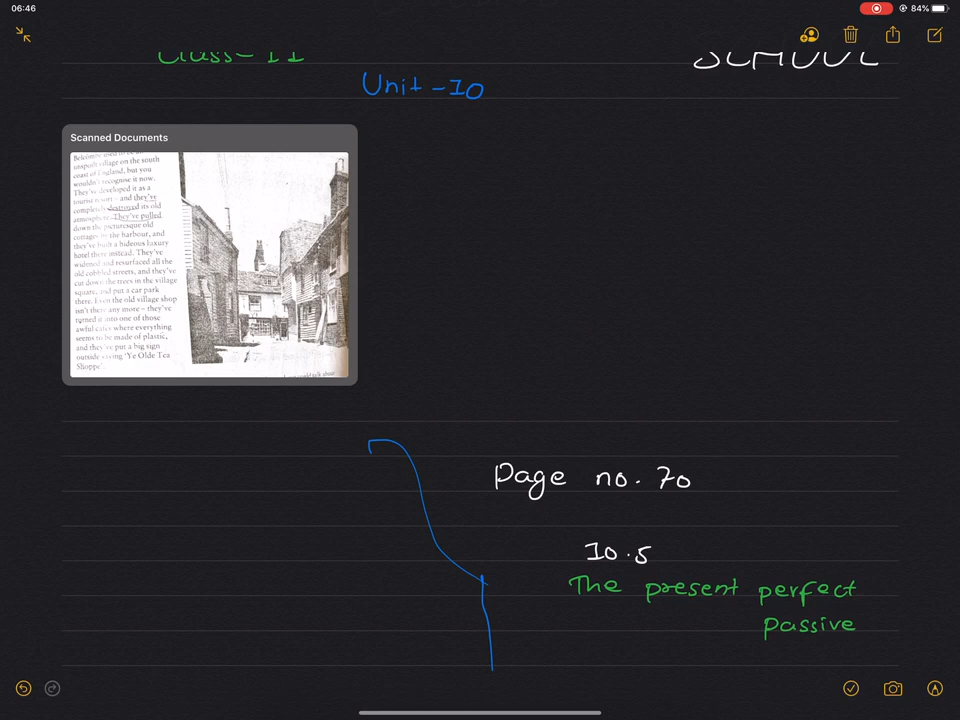 06:46
84%
Class-11
SCHOOL
Unit-10
Scanned Documents
Belcombe used to be an
unspoilt village on the south
coast of England, but you
wouldn't recognise it now.
They've developed it as a
tourist resort – and they've
completely destroyed its old
atmosphere. They've pulled
down the picturesque old
cottages by the harbour, and
they've built a hideous luxury
hotel there instead. They've
widened and resurfaced all the
old cobbled streets, and they've
cut down the trees in the village
square, and put a car park
there. Even the old village shop
isn't there any more – they've
turned it into one of those
awful cafes where everything
seems to be made of plastic,
and they've put a big sign
outside saying 'Ye Olde Tea
Shoppe'.
could talk about
Page no. 70
10.5
The present perfect
passive